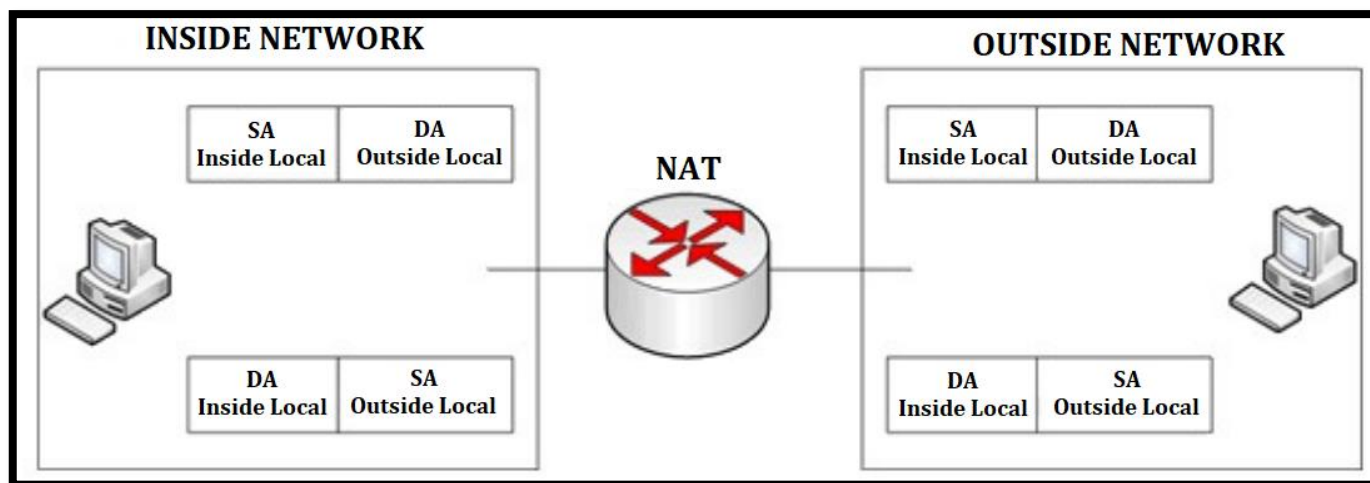 INSIDE NETWORK
OUTSIDE NETWORK
SA
Inside Local
DA
Outside Local
NAT
SA
Inside Local
DA
Outside Local
DA
Inside Local
SA
Outside Local
DA
Inside Local
SA
Outside Local